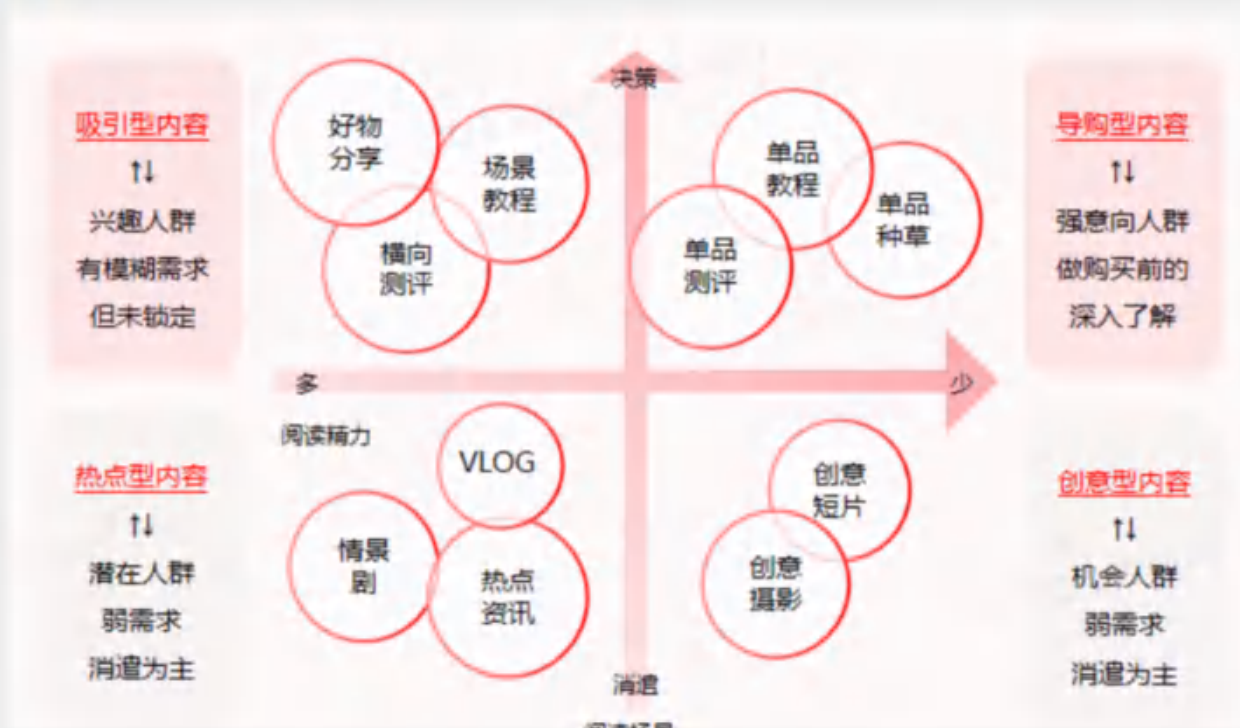 吸引型内容
↑↓
兴趣人群
有模糊需求
但未锁定
好物
分享
场景
教程
横向
测评
决策
单品
教程
单品
种草
单品
测评
导购型内容
↑↓
强意向人群
做购买前的
深入了解
多
少
阅读精力
热点型内容
↑↓
潜在人群
弱需求
消遣为主
VLOG
情景
剧
热点
资讯
创意
短片
创意
摄影
消遣
创意型内容
↑↓
机会人群
弱需求
消遣为主